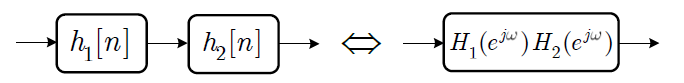 h₁[n] h₂[n] ⇔ H₁(e^{jω})H₂(e^{jω})